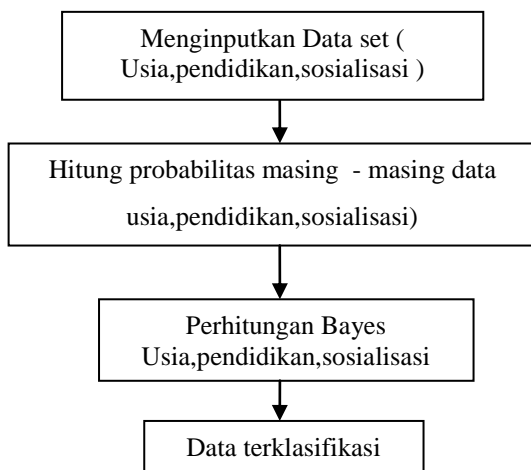 Menginputkan Data set (
Usia,pendidikan,sosialisasi )
Hitung probabilitas masing - masing data
usia,pendidikan,sosialisasi)
Perhitungan Bayes
Usia,pendidikan,sosialisasi
Data terklasifikasi